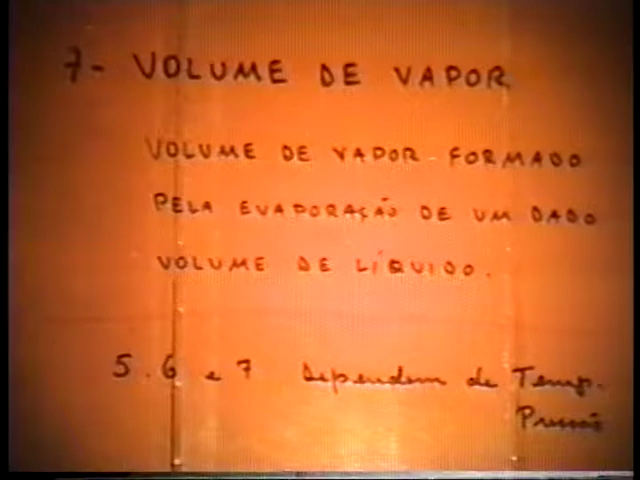 7- VOLUME DE VAPOR
VOLUME DE VAPOR FORMADO
PELA EVAPORAÇÃO DE UM DADO
VOLUME DE LÍQUIDO.
5.6 e 7 Dependem de Temp.
Pressão